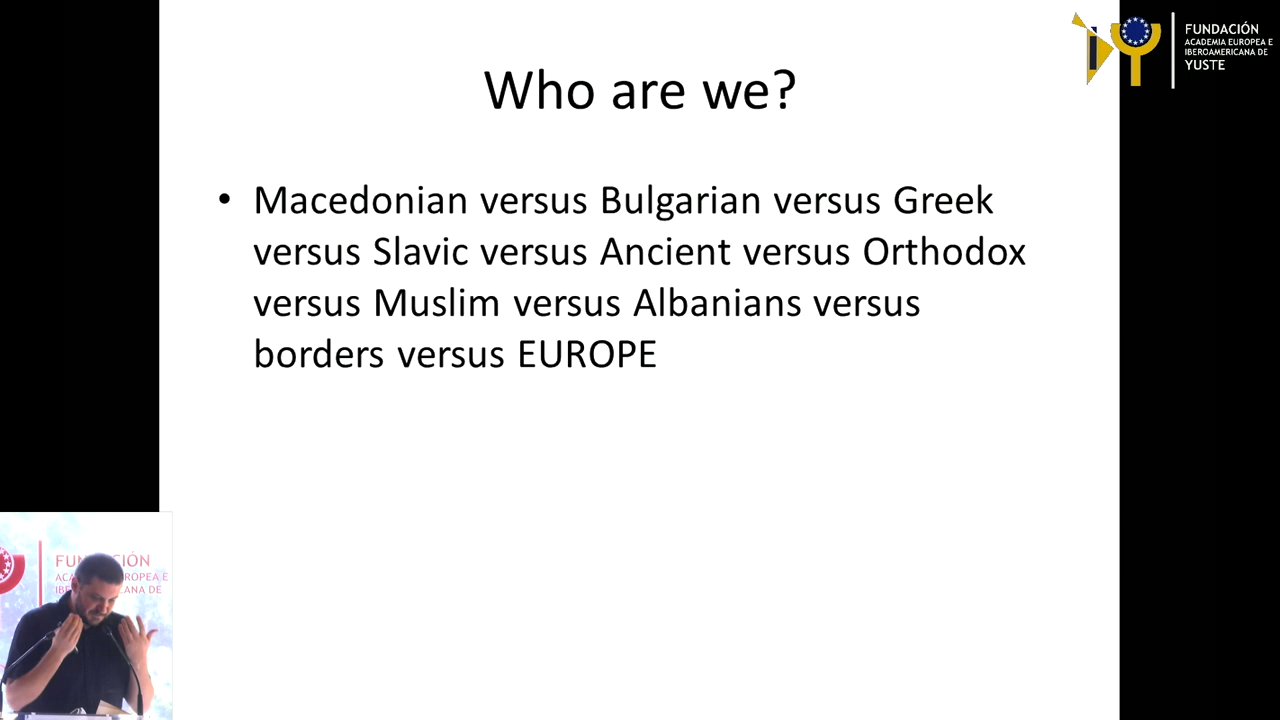 FUNDACIÓN
ACADEMIA EUROPEA E
IBEROAMERICANA DE
YUSTE
Who are we?
• Macedonian versus Bulgarian versus Greek
versus Slavic versus Ancient versus Orthodox
versus Muslim versus Albanians versus
borders versus EUROPE